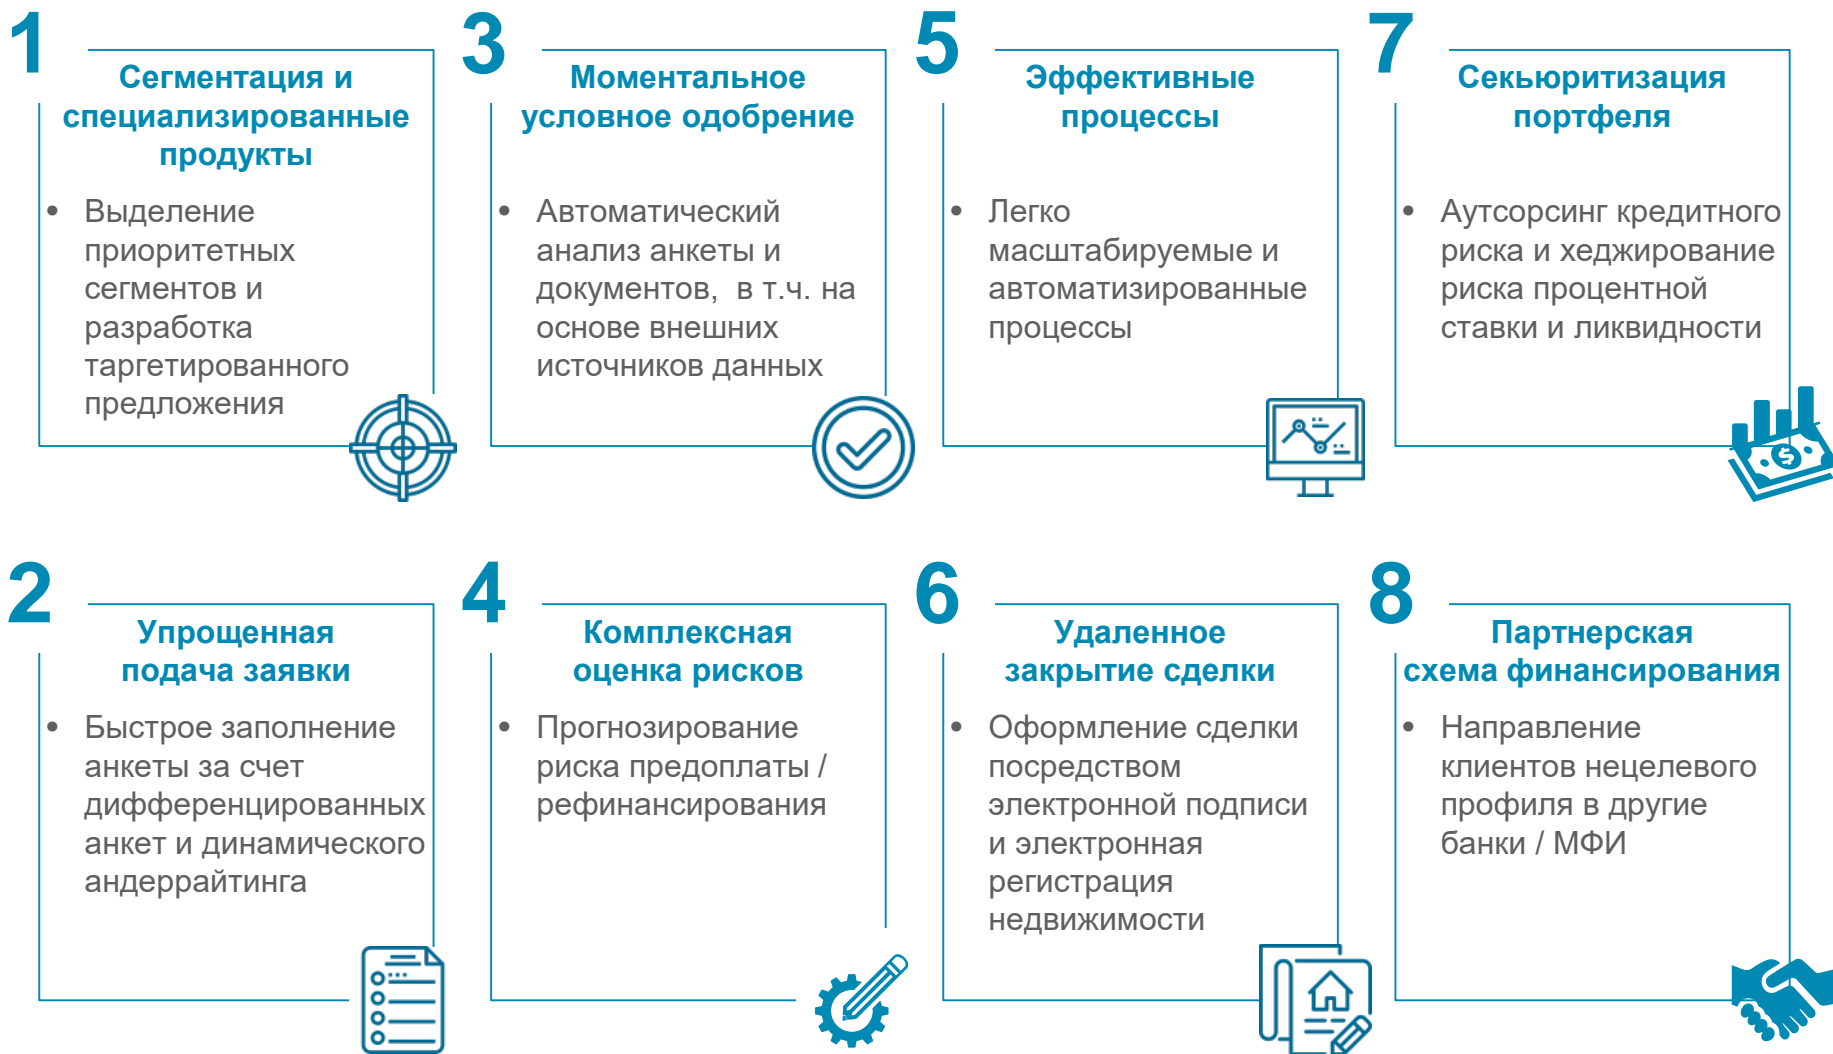 1
Сегментация и
специализированные
продукты
• Выделение
приоритетных
сегментов и
разработка
таргетированного
предложения
2
Упрощенная
подача заявки
• Быстрое заполнение
анкеты за счет
дифференцированных
анкет и динамического
андеррайтинга
3
Моментальное
условное одобрение
• Автоматический
анализ анкеты и
документов, в т.ч. на
основе внешних
источников данных
4
Комплексная
оценка рисков
• Прогнозирование
риска предоплаты /
рефинансирования
5
Эффективные
процессы
• Легко
масштабируемые и
автоматизированные
процессы
6
Удаленное
закрытие сделки
• Оформление сделки
посредством
электронной подписи
и электронная
регистрация
недвижимости
7
Секьюритизация
портфеля
• Аутсорсинг кредитного
риска и хеджирование
риска процентной
ставки и ликвидности
$
8
Партнерская
схема финансирования
• Направление
клиентов нецелевого
профиля в другие
банки / МФИ